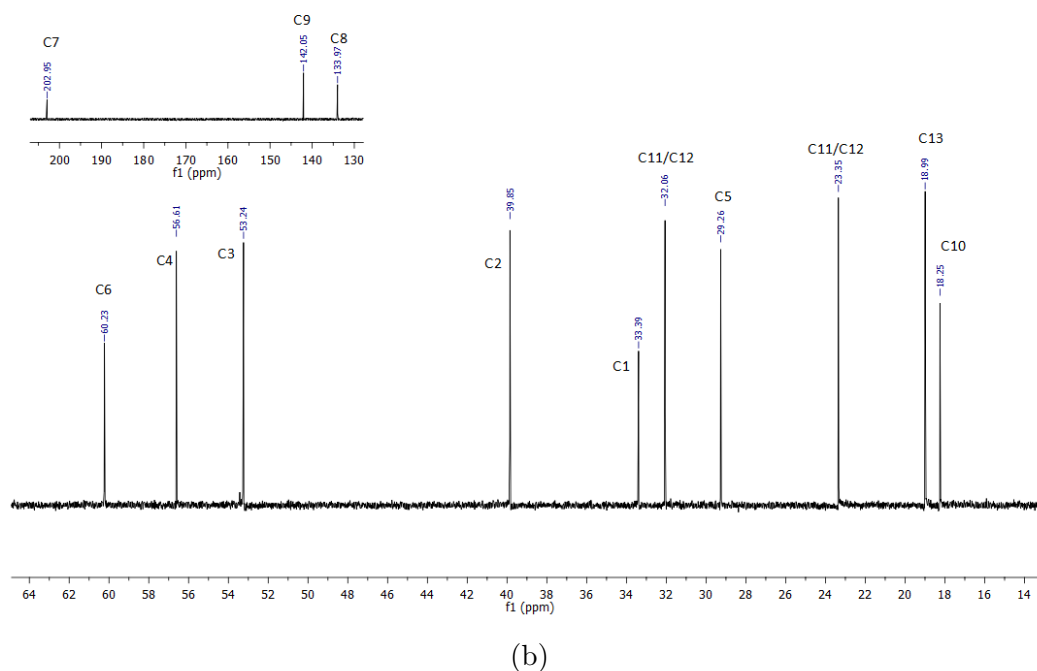 C7
C9
C8
202.95
142.05
133.97
200 190 180 170 160 150 140 130
f1 (ppm)
C6
60.23
C4
56.61
C3
53.24
C2
39.85
C1
33.39
C11/C12
32.06
C5
29.26
C11/C12
23.35
C13
18.99
C10
18.25
64 62 60 58 56 54 52 50 48 46 44 42 40 38 36 34 32 30 28 26 24 22 20 18 16 14
f1 (ppm)
(b)